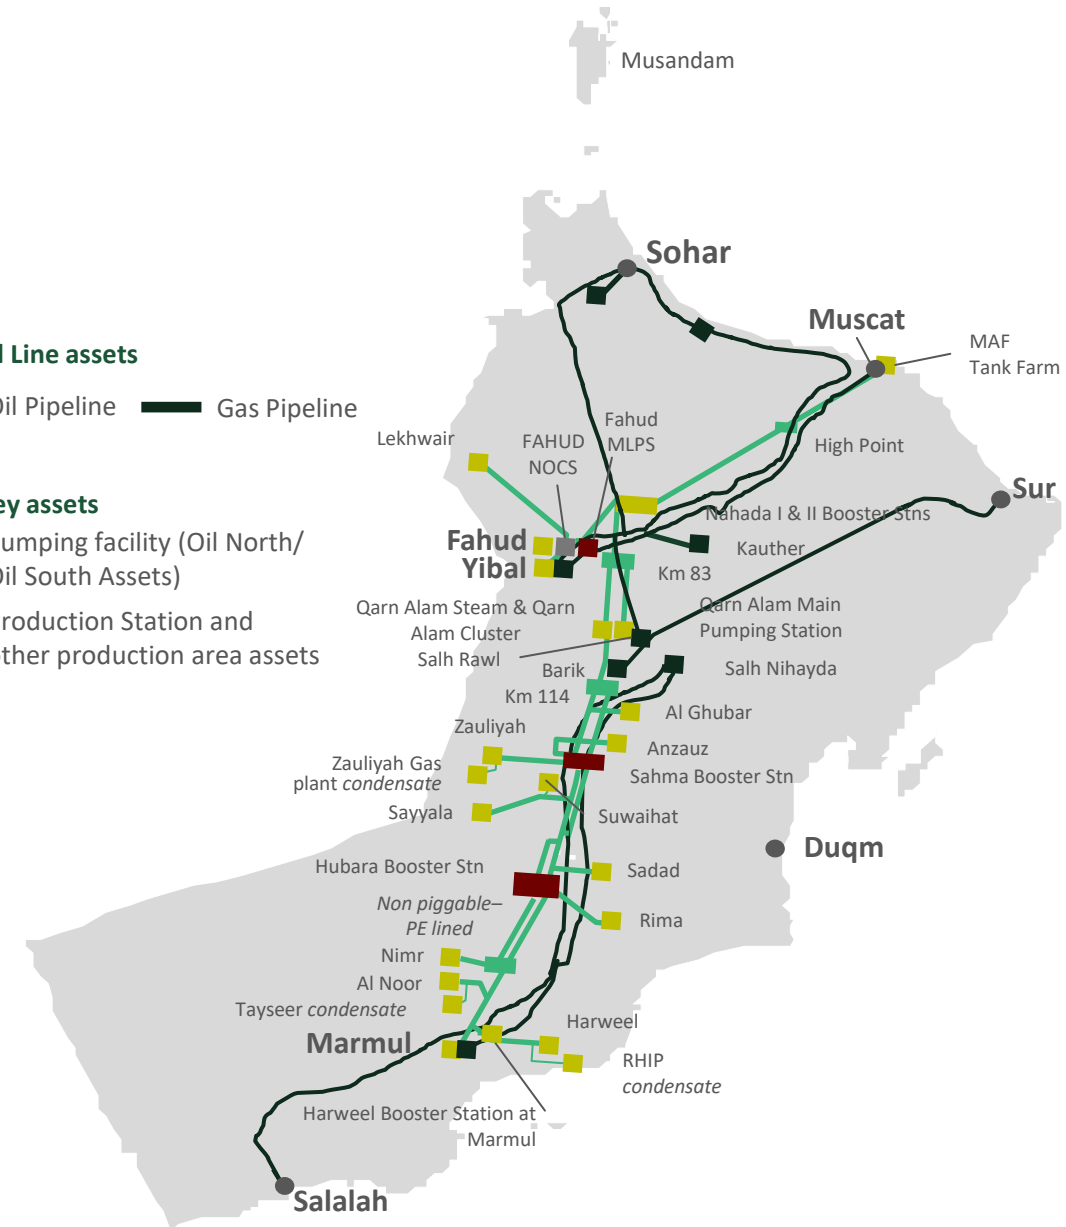 Musandam
Sohar
Muscat
MAF
Tank Farm
l Line assets
Oil Pipeline
Gas Pipeline
Lekhwair
FAHUD
NOCS
Fahud
MLPS
High Point
Sur
ey assets
umping facility (Oil North/
Oil South Assets)
roduction Station and
other production area assets
Nahada I & II Booster Stns
Fahud
Yibal
Kauther
Km 83
Qarn Alam Steam & Qarn
Alam Cluster
Salh Rawl
Qarn Alam Main
Pumping Station
Barik
Km 114
Salh Nihayda
Al Ghubar
Zauliyah
Anzauz
Zauliyah Gas
plant condensate
Sahma Booster Stn
Sayyala
Suwaihat
Duqm
Hubara Booster Stn
Sadad
Non piggable–
PE lined
Rima
Nimr
Al Noor
Tayseer condensate
Harweel
Marmul
RHIP
condensate
Harweel Booster Station at
Marmul
Salalah